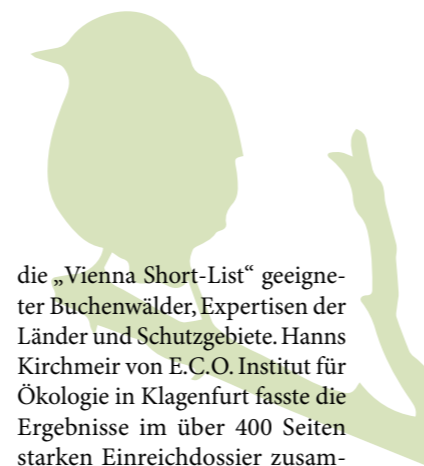 die „Vienna Short-List“ geeigne-
ter Buchenwälder, Expertisen der
Länder und Schutzgebiete. Hanns
Kirchmeir von E.C.O. Institut für
Ökologie in Klagenfurt fasste die
Ergebnisse im über 400 Seiten
starken Einreichdossier zusam-